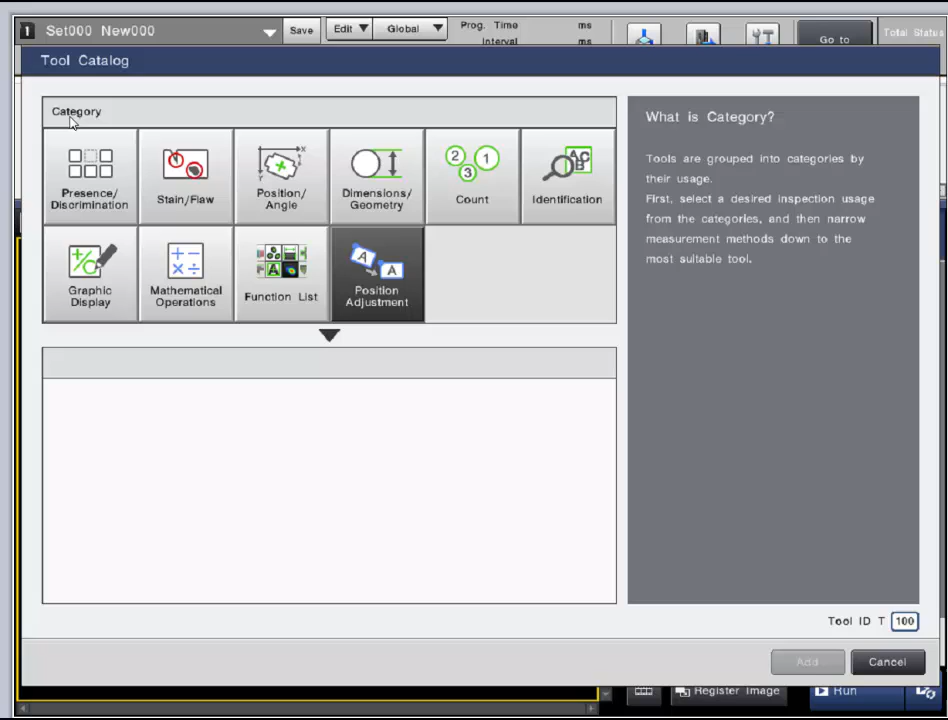 1 Set000 New000
Save
Edit
Global
Prog. Time ms
Interval ms
Go to
Total Status
Tool Catalog
Category
Presence/
Discrimination
Stain/Flaw
Position/
Angle
Dimensions/
Geometry
Count
Identification
Graphic
Display
Mathematical
Operations
Function List
Position
Adjustment
What is Category?
Tools are grouped into categories by
their usage.
First, select a desired inspection usage
from the categories, and then narrow
measurement methods down to the
most suitable tool.
Tool ID T 100
Add
Cancel
Register Image
Run